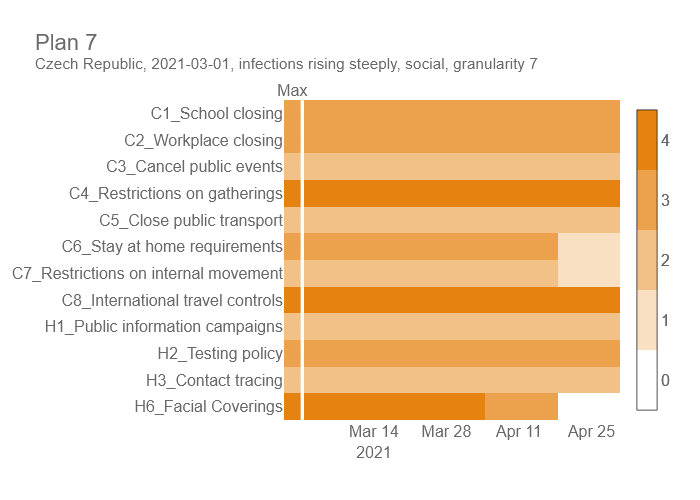 Plan 7
Czech Republic, 2021-03-01, infections rising steeply, social, granularity 7
Max
C1_School closing
C2_Workplace closing
C3_Cancel public events
C4_Restrictions on gatherings
C5_Close public transport
C6_Stay at home requirements
C7_Restrictions on internal movement
C8_International travel controls
H1_Public information campaigns
H2_Testing policy
H3_Contact tracing
H6_Facial Coverings
Mar 14 Mar 28 Apr 11 Apr 25
2021
4
3
2
1
0